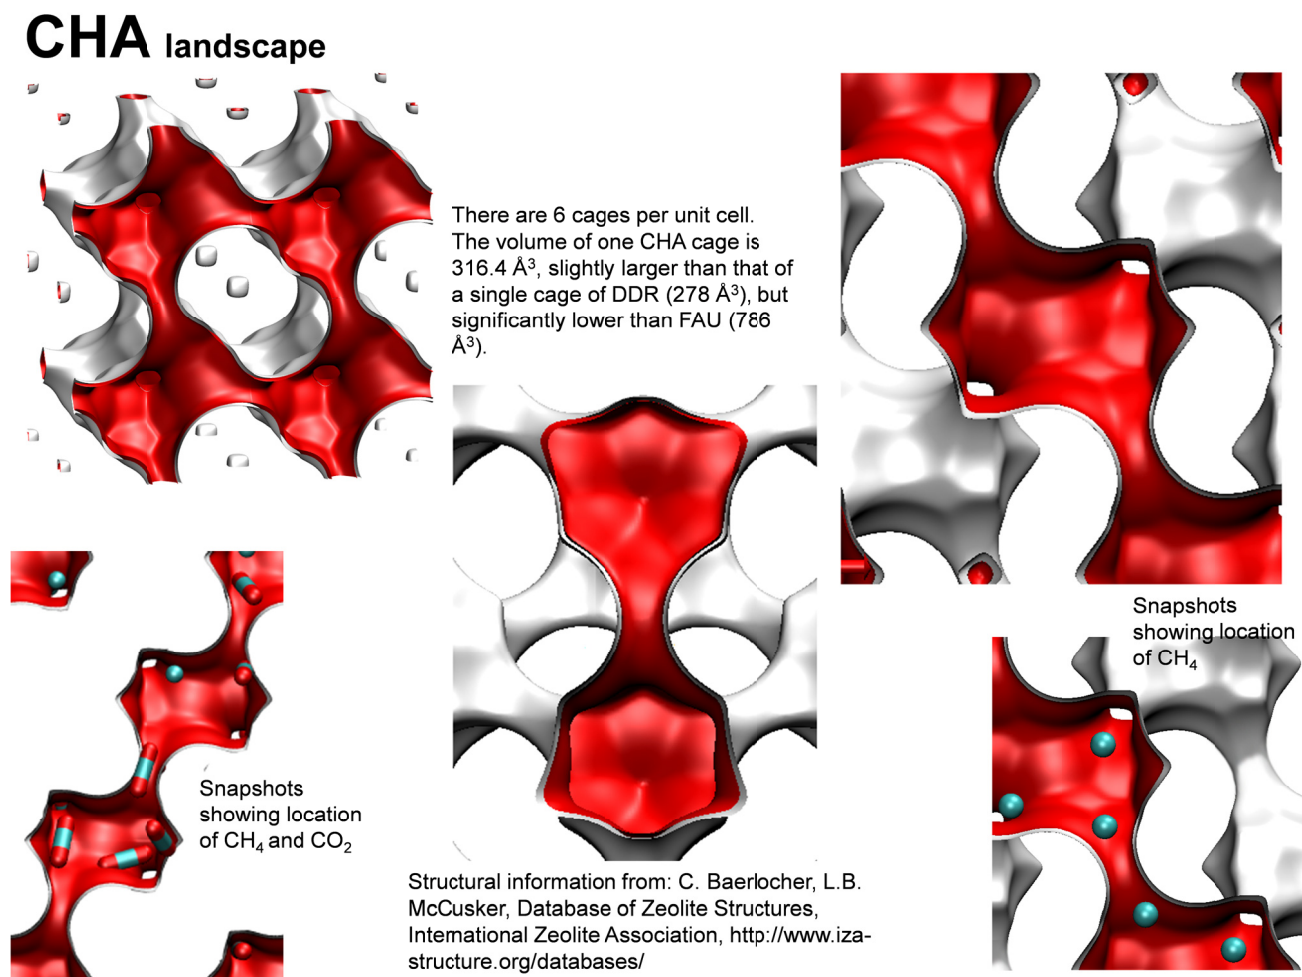 CHA landscape
There are 6 cages per unit cell.
The volume of one CHA cage is
316.4 Å³, slightly larger than that of
a single cage of DDR (278 Å³), but
significantly lower than FAU (786
Å³).
Snapshots
showing location
of CH₄
Snapshots
showing location
of CH₄ and CO₂
Structural information from: C. Baerlocher, L.B.
McCusker, Database of Zeolite Structures,
International Zeolite Association, http://www.iza-
structure.org/databases/